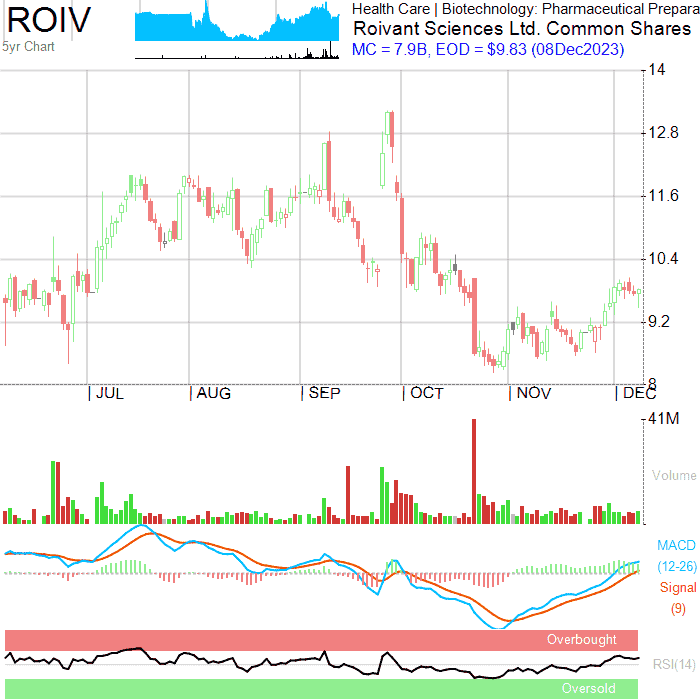 ROIV
5yr Chart
Health Care | Biotechnology: Pharmaceutical Prepara
Roivant Sciences Ltd. Common Shares
MC = 7.9B, EOD = $9.83 (08Dec2023)
14
12.8
11.6
10.4
9.2
8
JUL AUG SEP OCT NOV DEC
41M
Volume
MACD
(12-26)
Signal
(9)
Overbought
RSI(14)
Oversold